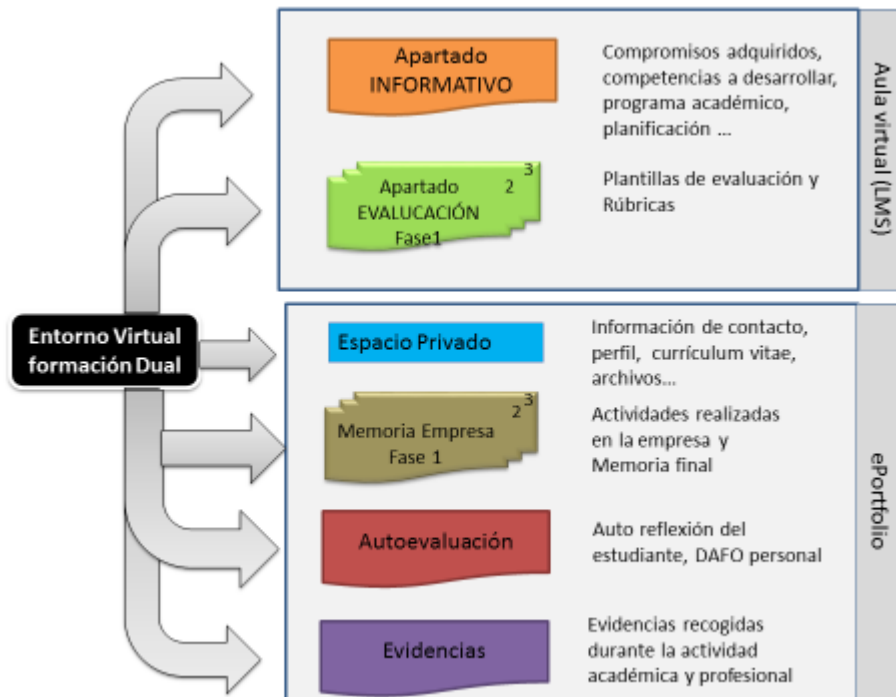 Apartado
INFORMATIVO
Compromisos adquiridos,
competencias a desarrollar,
programa académico,
planificación ...
3
2
Apartado
EVALUCACIÓN
Fase1
Plantillas de evaluación y
Rúbricas
Aula virtual (LMS)
Entorno Virtual
formación Dual
Espacio Privado
Información de contacto,
perfil, currículum vitae,
archivos...
3
2
Memoria Empresa
Fase 1
Actividades realizadas
en la empresa y
Memoria final
Autoevaluación
Auto reflexión del
estudiante, DAFO personal
Evidencias
Evidencias recogidas
durante la actividad
académica y profesional
ePortfolio